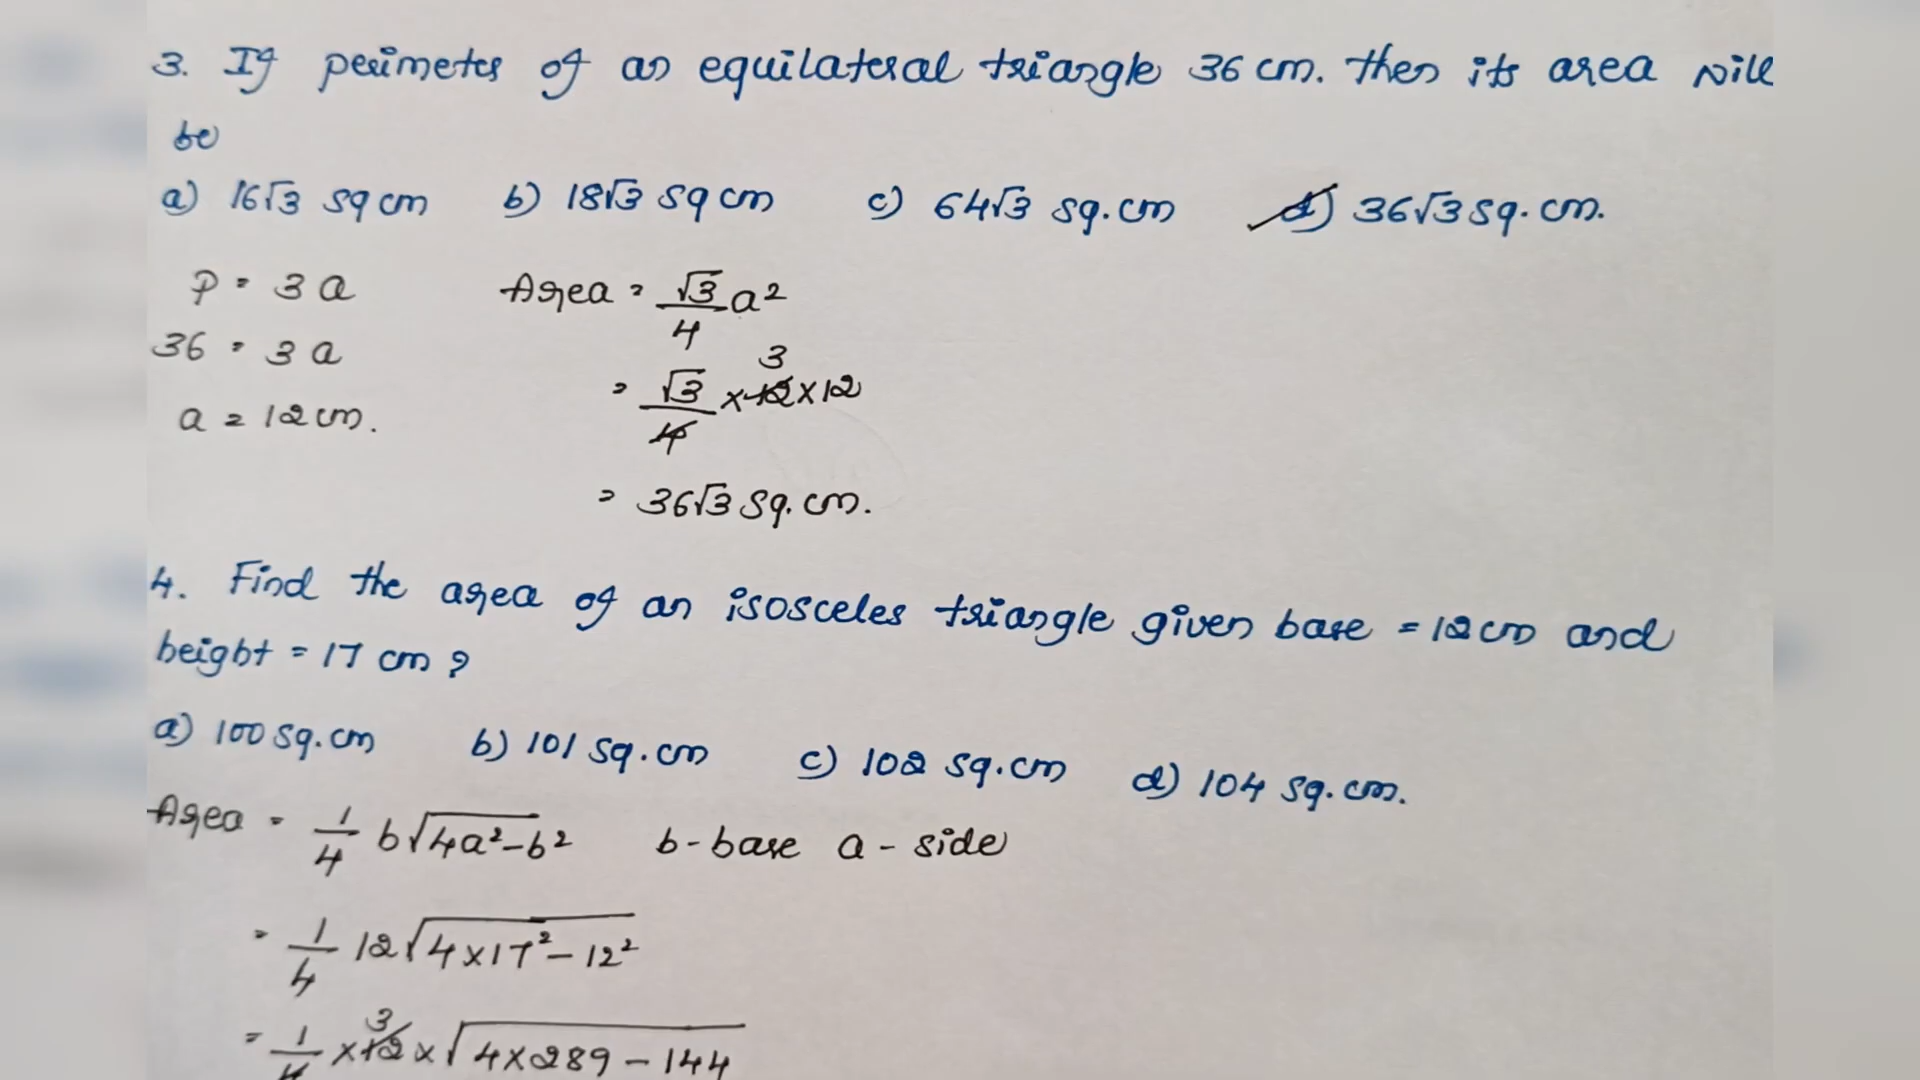 3. If perimeter of an equilateral triangle 36 cm. then its area will
be
a) 16√3 sq cm b) 18√3 sq cm c) 64√3 sq.cm d) 36√3 sq.cm.
P = 3a Area = √3/4 a²
36 = 3a = √3/4 × 12 × 12 3
a = 12 cm.
= 36√3 sq.cm.
4. Find the area of an isosceles triangle given base = 12 cm and
height = 17 cm ?
a) 100 sq.cm b) 101 sq.cm c) 102 sq.cm d) 104 sq.cm.
Area = 1/4 b√4a²-b² b-base a-side
= 1/4 12√4×17²-12²
= 1/4 × 12 3 × √4×289-144